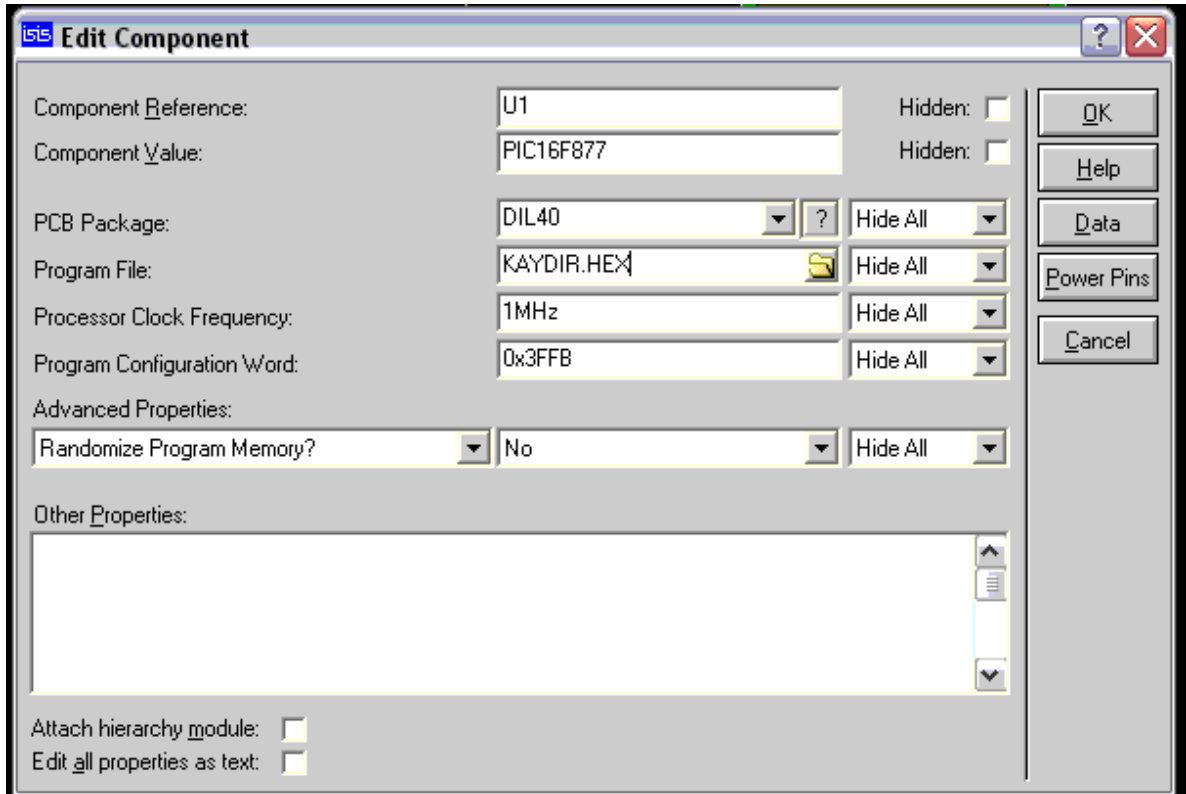 isis Edit Component ?
Component Reference: U1 Hidden:
Component Value: PIC16F877 Hidden:
PCB Package: DIL40 ? Hide All
Program File: KAYDIR.HEX Hide All
Processor Clock Frequency: 1MHz Hide All
Program Configuration Word: 0x3FFB Hide All
Advanced Properties:
Randomize Program Memory? No Hide All
Other Properties:
Attach hierarchy module:
Edit all properties as text:
OK
Help
Data
Power Pins
Cancel